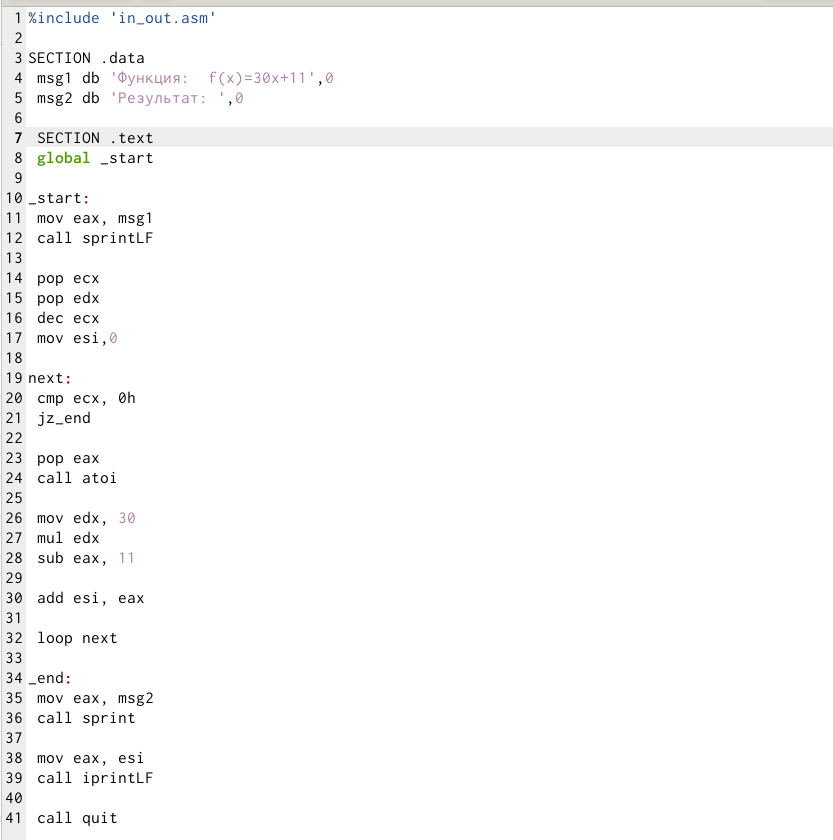 1 %include 'in_out.asm'
2
3 SECTION .data
4 msg1 db 'Функция:  f(x)=30x+11',0
5 msg2 db 'Результат: ',0
6
7 SECTION .text
8 global _start
9
10 _start:
11 mov eax, msg1
12 call sprintLF
13
14 pop ecx
15 pop edx
16 dec ecx
17 mov esi,0
18
19 next:
20 cmp ecx, 0h
21 jz_end
22
23 pop eax
24 call atoi
25
26 mov edx, 30
27 mul edx
28 sub eax, 11
29
30 add esi, eax
31
32 loop next
33
34 _end:
35 mov eax, msg2
36 call sprint
37
38 mov eax, esi
39 call iprintLF
40
41 call quit